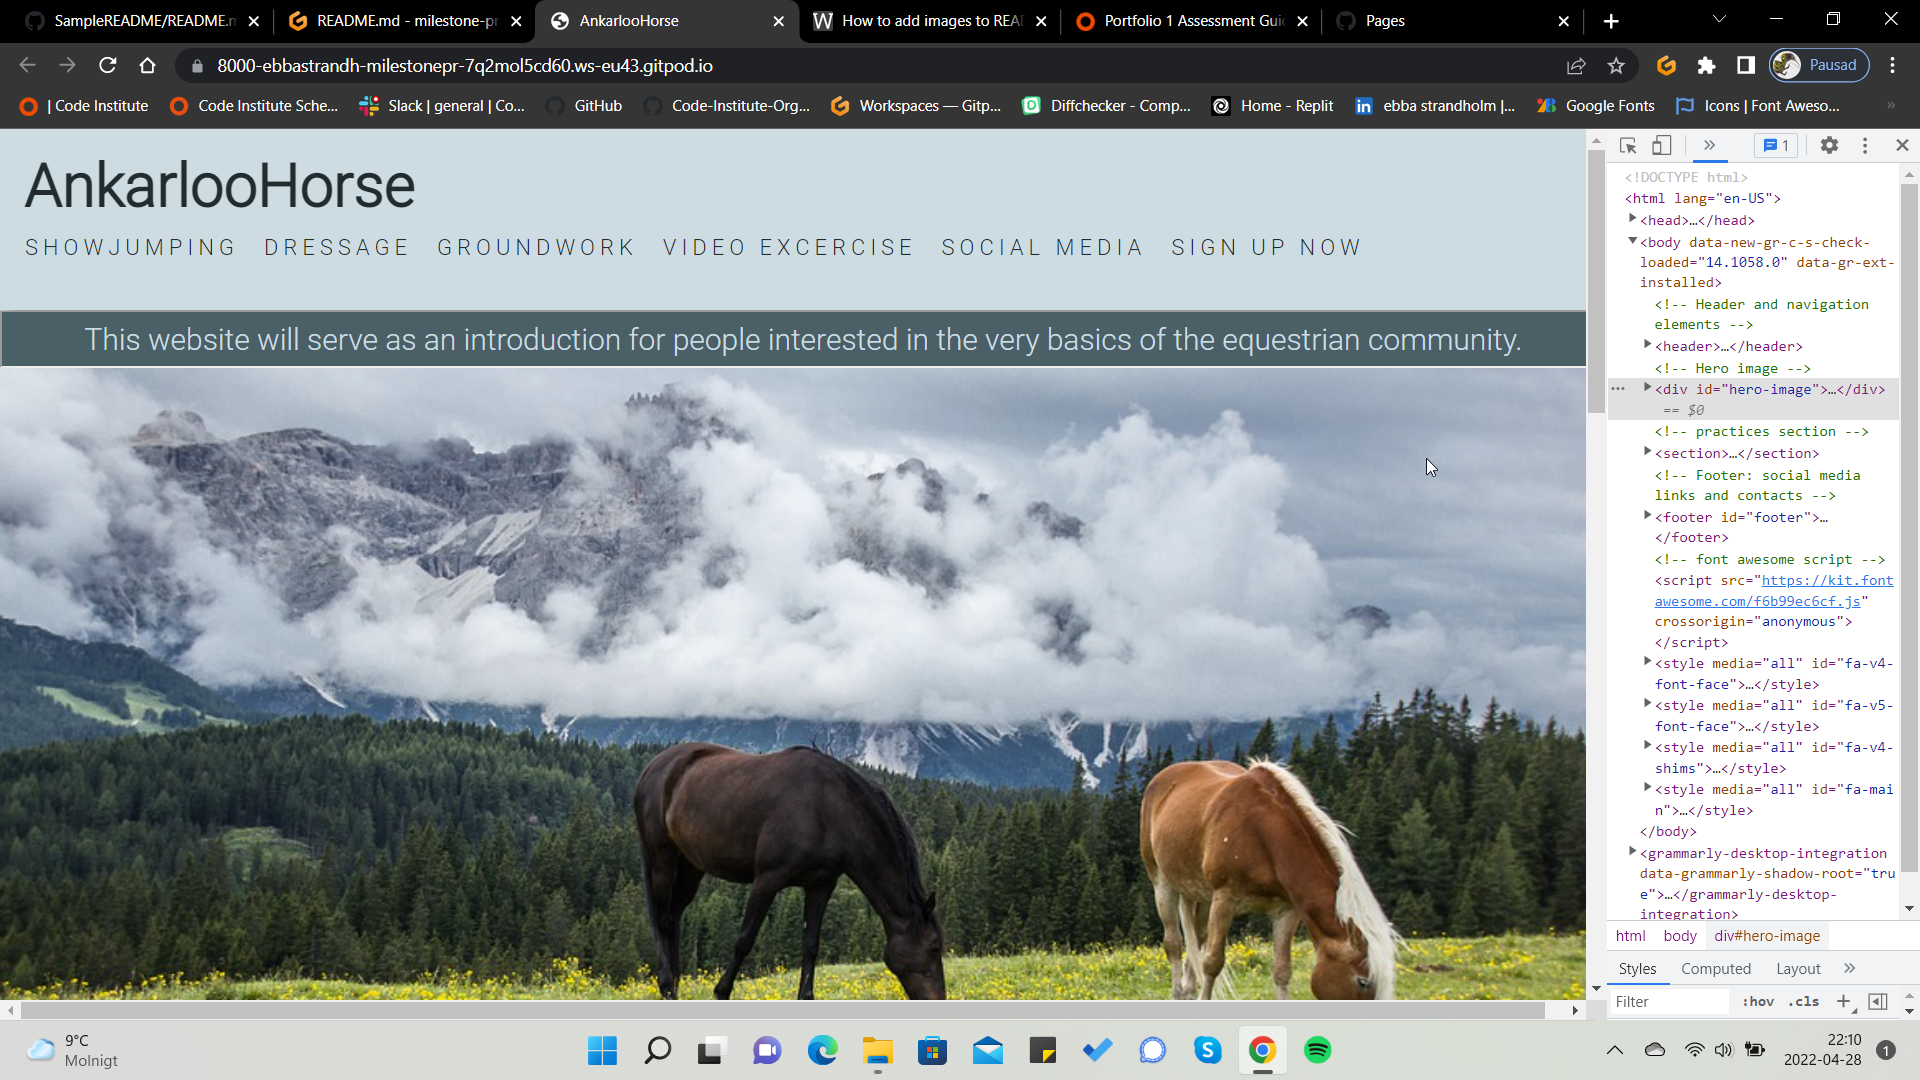 SampleREADME/README.m
README.md - milestone-pr
AnkarlooHorse
How to add images to READ
Portfolio 1 Assessment Guid
Pages
8000-ebbastrandh-milestonepr-7q2mol5cd60.ws-eu43.gitpod.io
Pausad
| Code Institute
Code Institute Sche...
Slack | general | Co...
GitHub
Code-Institute-Org...
Workspaces — Gitp...
Diffchecker - Comp...
Home - Replit
ebba strandholm |...
Google Fonts
Icons | Font Aweso...
AnkarlooHorse
SHOWJUMPING DRESSAGE GROUNDWORK VIDEO EXCERCISE SOCIAL MEDIA SIGN UP NOW
This website will serve as an introduction for people interested in the very basics of the equestrian community.
1
<!DOCTYPE html>
<html lang="en-US">
<head>…</head>
<body data-new-gr-c-s-check-
loaded="14.1058.0" data-gr-ext-
installed>
<!-- Header and navigation
elements -->
<header>…</header>
<!-- Hero image -->
<div id="hero-image">…</div>
== $0
<!-- practices section -->
<section>…</section>
<!-- Footer: social media
links and contacts -->
<footer id="footer">…
</footer>
<!-- font awesome script -->
<script src="https://kit.font
awesome.com/f6b99ec6cf.js"
crossorigin="anonymous">
</script>
<style media="all" id="fa-v4-
font-face">…</style>
<style media="all" id="fa-v5-
font-face">…</style>
<style media="all" id="fa-v4-
shims">…</style>
<style media="all" id="fa-mai
n">…</style>
</body>
<grammarly-desktop-integration
data-grammarly-shadow-root="tru
e">…</grammarly-desktop-
integration>
html body div#hero-image
Styles Computed Layout
Filter :hov .cls
9°C
Molnigt
22:10
2022-04-28
1